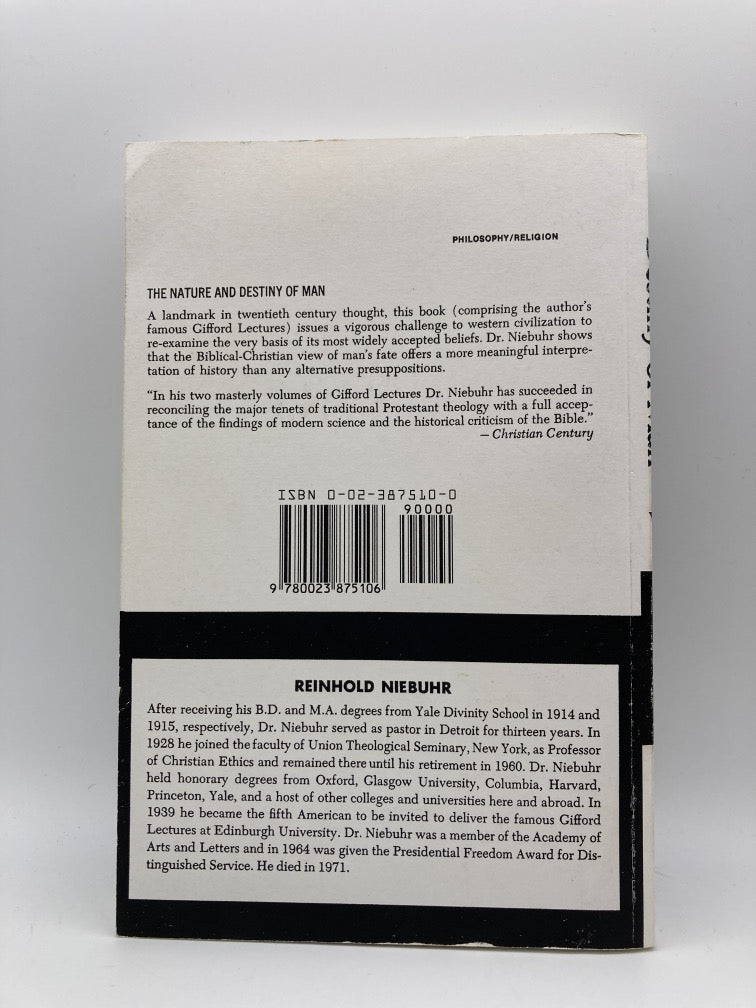 PHILOSOPHY/RELIGION
THE NATURE AND DESTINY OF MAN
A landmark in twentieth century thought, this book (comprising the author's
famous Gifford Lectures) issues a vigorous challenge to western civilization to
re-examine the very basis of its most widely accepted beliefs. Dr. Niebuhr shows
that the Biblical-Christian view of man's fate offers a more meaningful interpre-
tation of history than any alternative presuppositions.
"In his two masterly volumes of Gifford Lectures Dr. Niebuhr has succeeded in
reconciling the major tenets of traditional Protestant theology with a full accep-
tance of the findings of modern science and the historical criticism of the Bible."
— Christian Century
ISBN 0-02-387510-0
90000
9 780023 875106
REINHOLD NIEBUHR
After receiving his B.D. and M.A. degrees from Yale Divinity School in 1914 and
1915, respectively, Dr. Niebuhr served as pastor in Detroit for thirteen years. In
1928 he joined the faculty of Union Theological Seminary, New York, as Professor
of Christian Ethics and remained there until his retirement in 1960. Dr. Niebuhr
held honorary degrees from Oxford, Glasgow University, Columbia, Harvard,
Princeton, Yale, and a host of other colleges and universities here and abroad. In
1939 he became the fifth American to be invited to deliver the famous Gifford
Lectures at Edinburgh University. Dr. Niebuhr was a member of the Academy of
Arts and Letters and in 1964 was given the Presidential Freedom Award for Dis-
tinguished Service. He died in 1971.